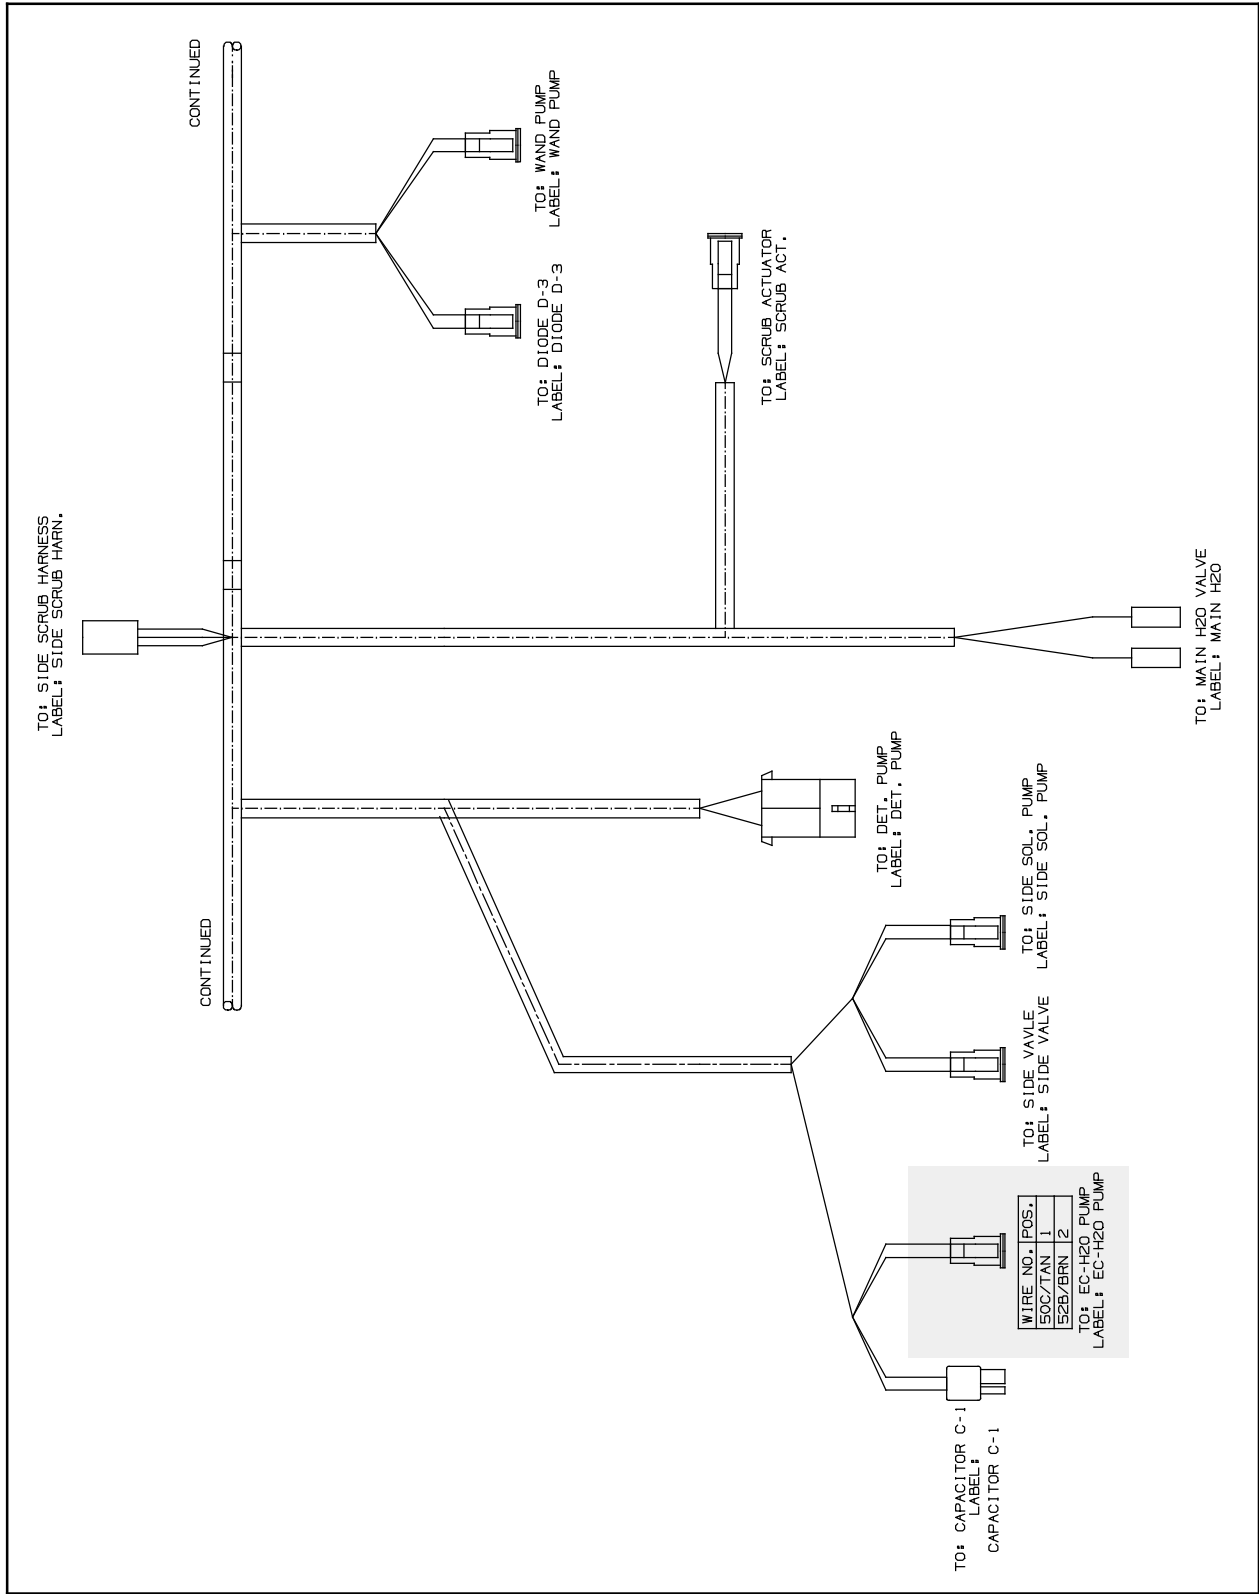 CONTINUED
TO: WAND PUMP
LABEL: WAND PUMP
TO: DIODE D-3
LABEL: DIODE D-3
TO: SCRUB ACTUATOR
LABEL: SCRUB ACT.
TO: SIDE SCRUB HARNESS
LABEL: SIDE SCRUB HARN.
TO: MAIN H2O VALVE
LABEL: MAIN H2O
TO: DET. PUMP
LABEL: DET. PUMP
CONTINUED
TO: SIDE SOL. PUMP
LABEL: SIDE SOL. PUMP
TO: SIDE VAVLE
LABEL: SIDE VALVE
WIRE NO. POS.
50C/TAN 1
52B/BRN 2
TO: EC-H2O PUMP
LABEL: EC-H2O PUMP
TO: CAPACITOR C-1
LABEL:
CAPACITOR C-1